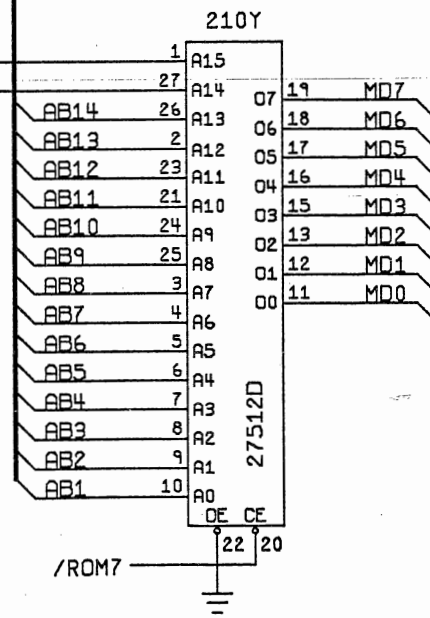 210Y
1 A15
27 A14
O7 19 MD7
AB14 26 A13
O6 18 MD6
AB13 2 A12
O5 17 MD5
AB12 23 A11
O4 16 MD4
AB11 21 A10
O3 15 MD3
AB10 24 A9
O2 13 MD2
AB9 25 A8
O1 12 MD1
AB8 3 A7
O0 11 MD0
AB7 4 A6
AB6 5 A5
AB5 6 A4
AB4 7 A3
AB3 8 A2
AB2 9 A1
AB1 10 A0
27512D
OE CE
22 20
/ROM7